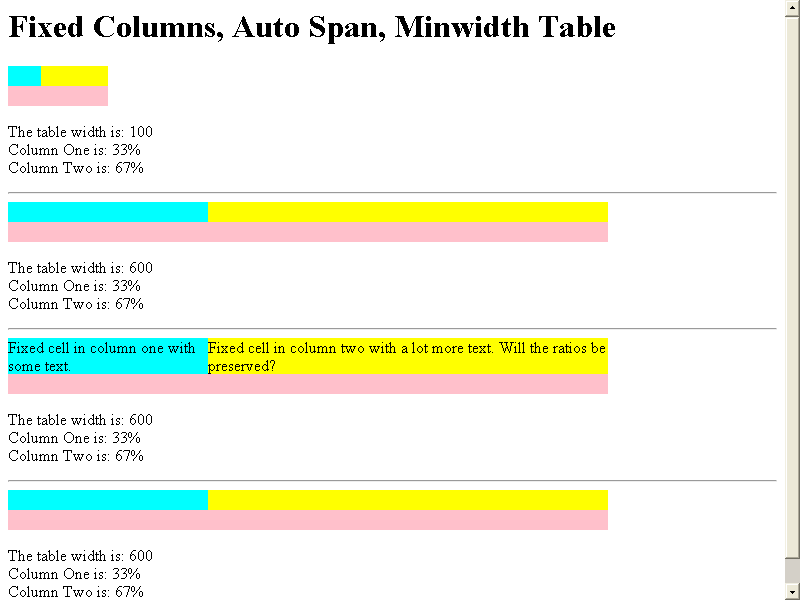 Fixed Columns, Auto Span, Minwidth Table
The table width is: 100
Column One is: 33%
Column Two is: 67%
The table width is: 600
Column One is: 33%
Column Two is: 67%
Fixed cell in column one with
some text.
Fixed cell in column two with a lot more text. Will the ratios be
preserved?
The table width is: 600
Column One is: 33%
Column Two is: 67%
The table width is: 600
Column One is: 33%
Column Two is: 67%